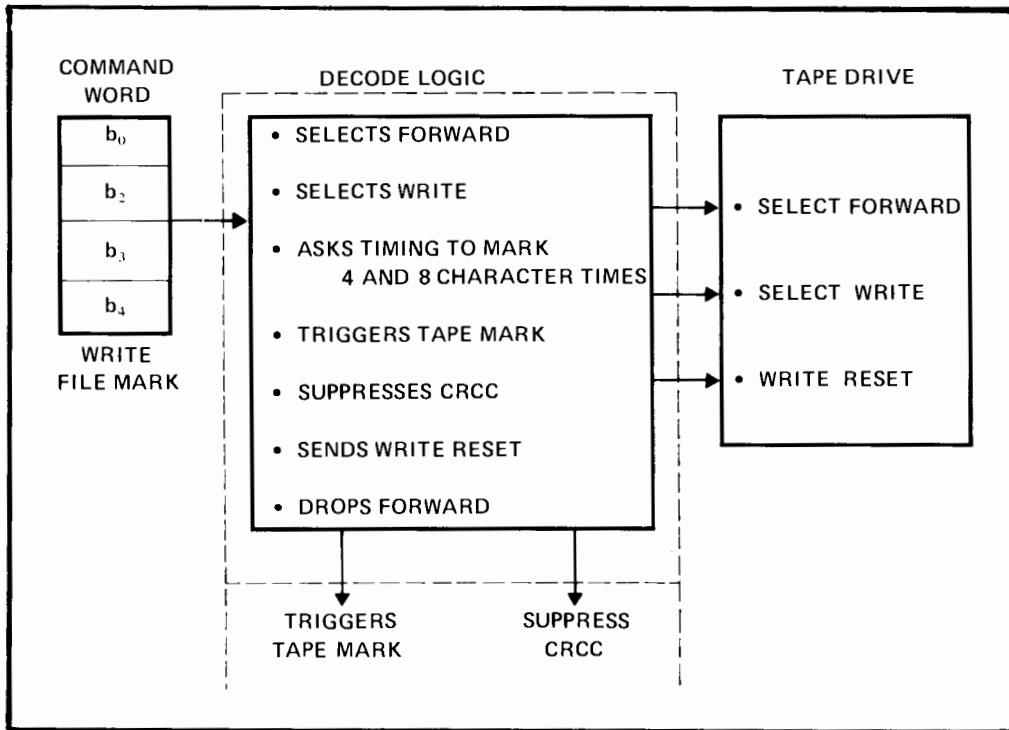 COMMAND
WORD
b₀
b₂
b₃
b₄
WRITE
FILE MARK
DECODE LOGIC
• SELECTS FORWARD
• SELECTS WRITE
• ASKS TIMING TO MARK
4 AND 8 CHARACTER TIMES
• TRIGGERS TAPE MARK
• SUPPRESSES CRCC
• SENDS WRITE RESET
• DROPS FORWARD
TRIGGERS
TAPE MARK
SUPPRESS
CRCC
TAPE DRIVE
• SELECT FORWARD
• SELECT WRITE
• WRITE RESET